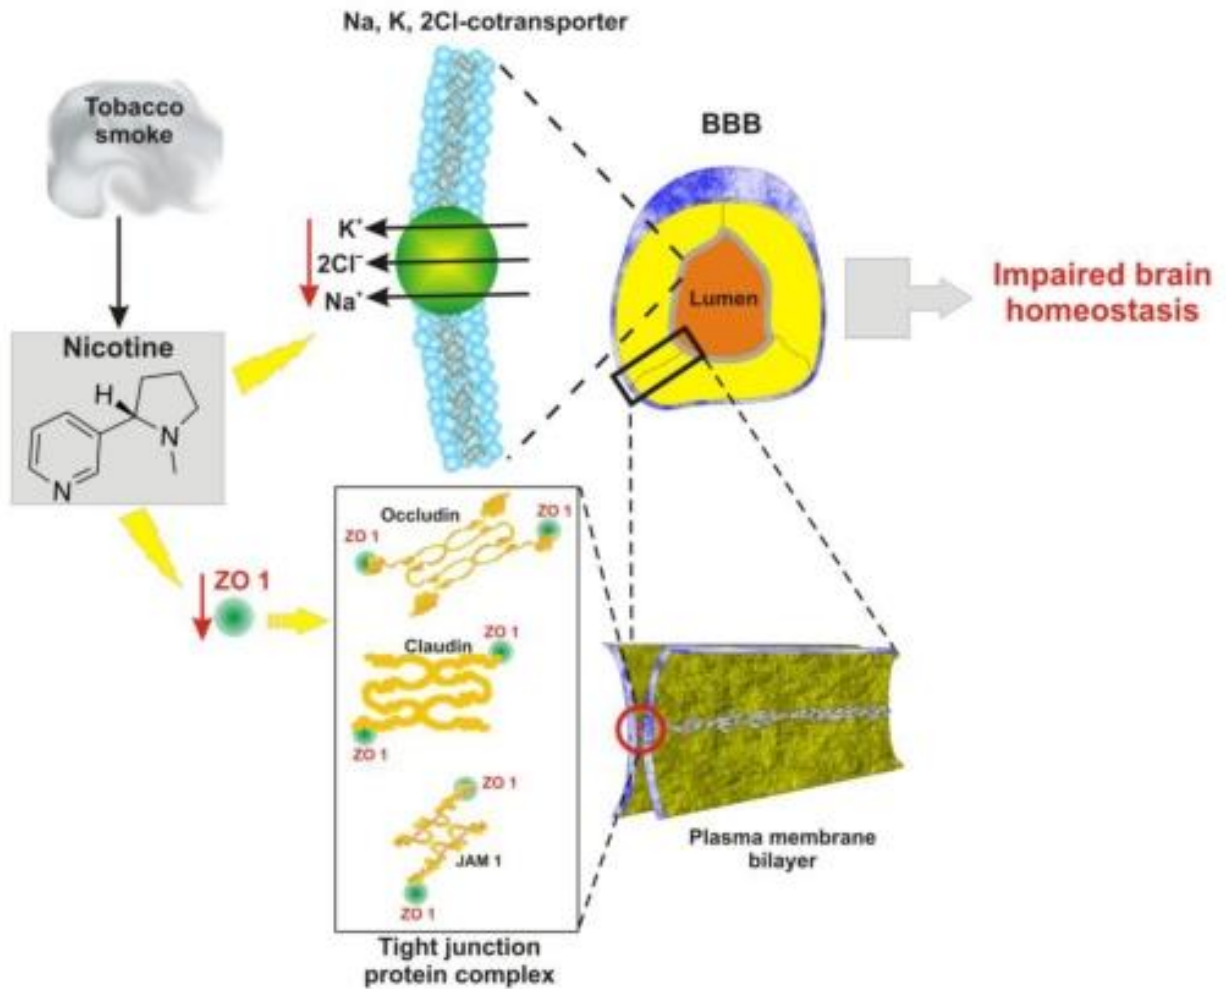 Na, K, 2Cl-cotransporter
Tobacco
smoke
BBB
K⁺
2Cl⁻
Na⁺
Lumen
Impaired brain
homeostasis
Nicotine
H
N
N
ZO 1
Occludin
ZO 1
ZO 1
Claudin
ZO 1
ZO 1
ZO 1
JAM 1
ZO 1
Plasma membrane
bilayer
Tight junction
protein complex